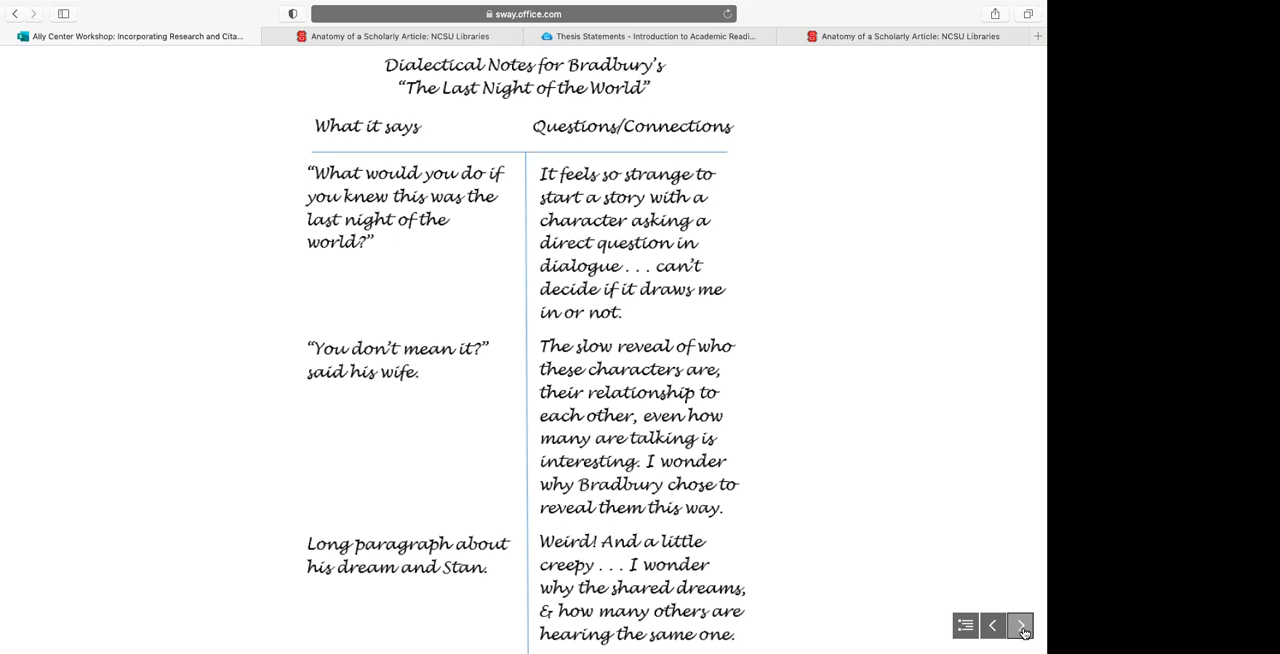 sway.office.com
Ally Center Workshop: Incorporating Research and Cita...
Anatomy of a Scholarly Article: NCSU Libraries
Thesis Statements - Introduction to Academic Readi...
Anatomy of a Scholarly Article: NCSU Libraries
Dialectical Notes for Bradbury's
"The Last Night of the World"
What it says
Questions/Connections
"What would you do if
you knew this was the
last night of the
world?"
It feels so strange to
start a story with a
character asking a
direct question in
dialogue . . . can't
decide if it draws me
in or not.
"You don't mean it?"
said his wife.
The slow reveal of who
these characters are,
their relationship to
each other, even how
many are talking is
interesting. I wonder
why Bradbury chose to
reveal them this way.
Long paragraph about
his dream and Stan.
Weird! And a little
creepy . . . I wonder
why the shared dreams,
& how many others are
hearing the same one.